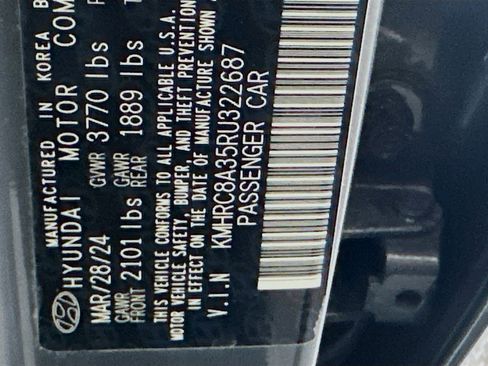 MANUFACTURED IN KOREA B
HYUNDAI MOTOR COM
MAR/28/24 GVWR 3770 lbs
GAWR FRONT 2101 lbs GAWR REAR 1889 lbs
THIS VEHICLE CONFORMS TO ALL APPLICABLE U.S.A.
MOTOR VEHICLE SAFETY, BUMPER, AND THEFT PREVENTION
IN EFFECT ON THE DATE OF MANUFACTURE
V.I.N KMHRC8A35RU322687
PASSENGER CAR